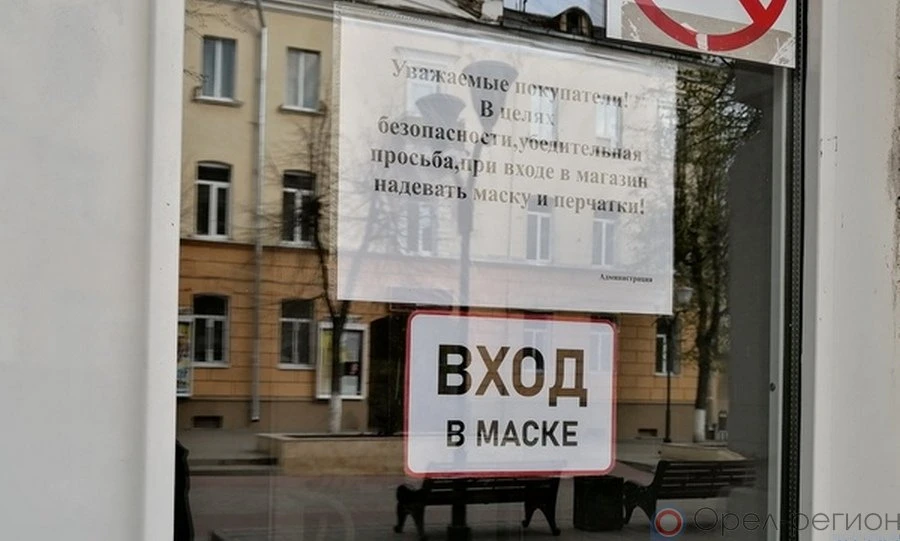 Уважаемые покупатели!
В целях
безопасности,убедительная
просьба,при входе в магазин
надевать маску и перчатки!
Администрация
ВХОД
В МАСКЕ
Орел-регион